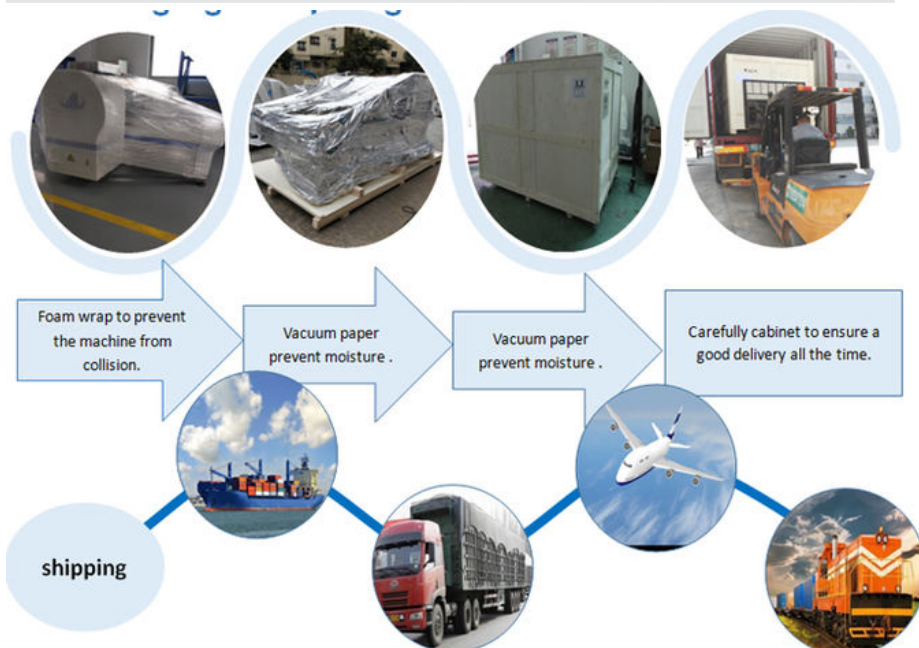 Foam wrap to prevent
the machine from
collision.
Vacuum paper
prevent moisture .
Vacuum paper
prevent moisture .
Carefully cabinet to ensure a
good delivery all the time.
shipping